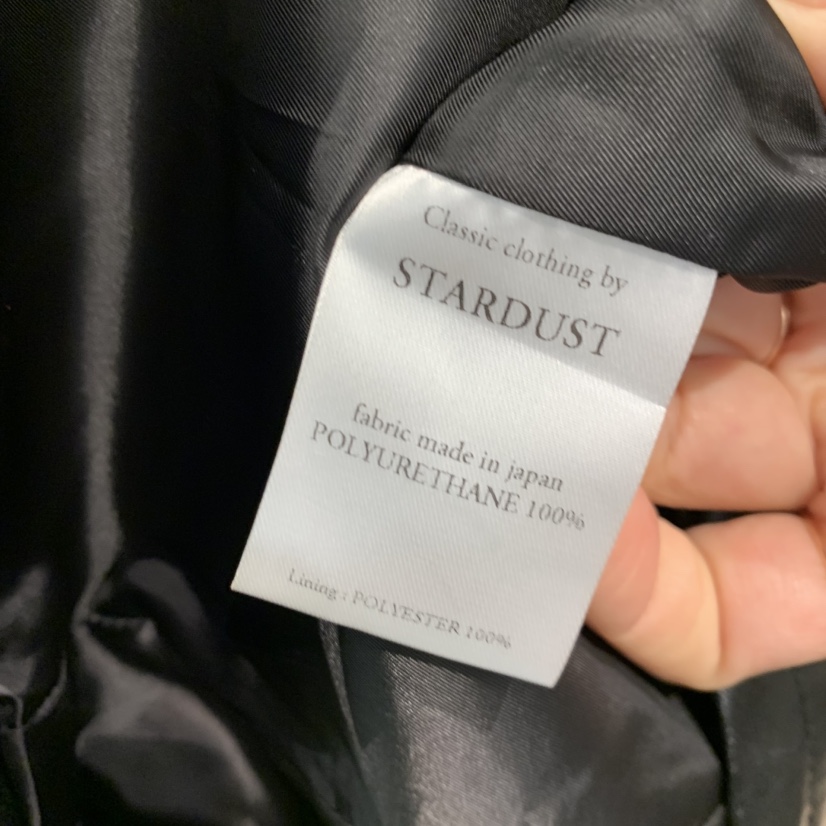 Classic clothing by
STARDUST
fabric made in japan
POLYURETHANE 100%
Lining : POLYESTER 100%